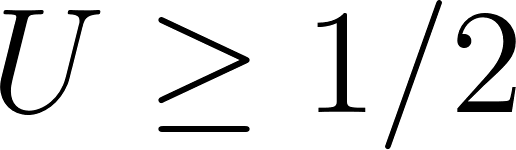 U ≥ 1/2